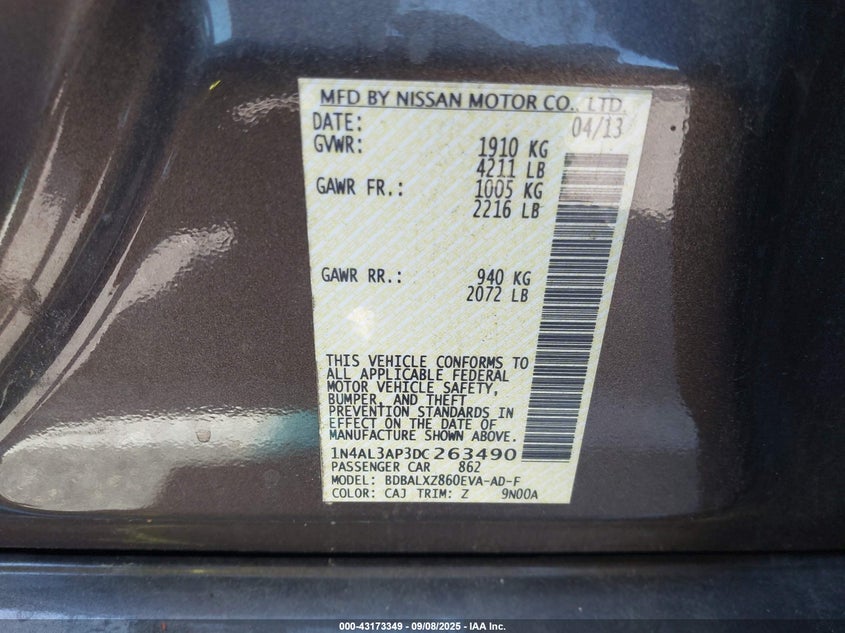 MFD BY NISSAN MOTOR CO., LTD.
DATE: 04/13
GVWR: 1910 KG
4211 LB
GAWR FR.: 1005 KG
2216 LB
GAWR RR.: 940 KG
2072 LB
THIS VEHICLE CONFORMS TO
ALL APPLICABLE FEDERAL
MOTOR VEHICLE SAFETY,
BUMPER, AND THEFT
PREVENTION STANDARDS IN
EFFECT ON THE DATE OF
MANUFACTURE SHOWN ABOVE.
1N4AL3AP3DC263490
PASSENGER CAR 862
MODEL: BDBALXZ860EVA-AD-F
COLOR: CAJ TRIM: Z 9N00A
000-43173349 - 09/08/2025 - IAA Inc.